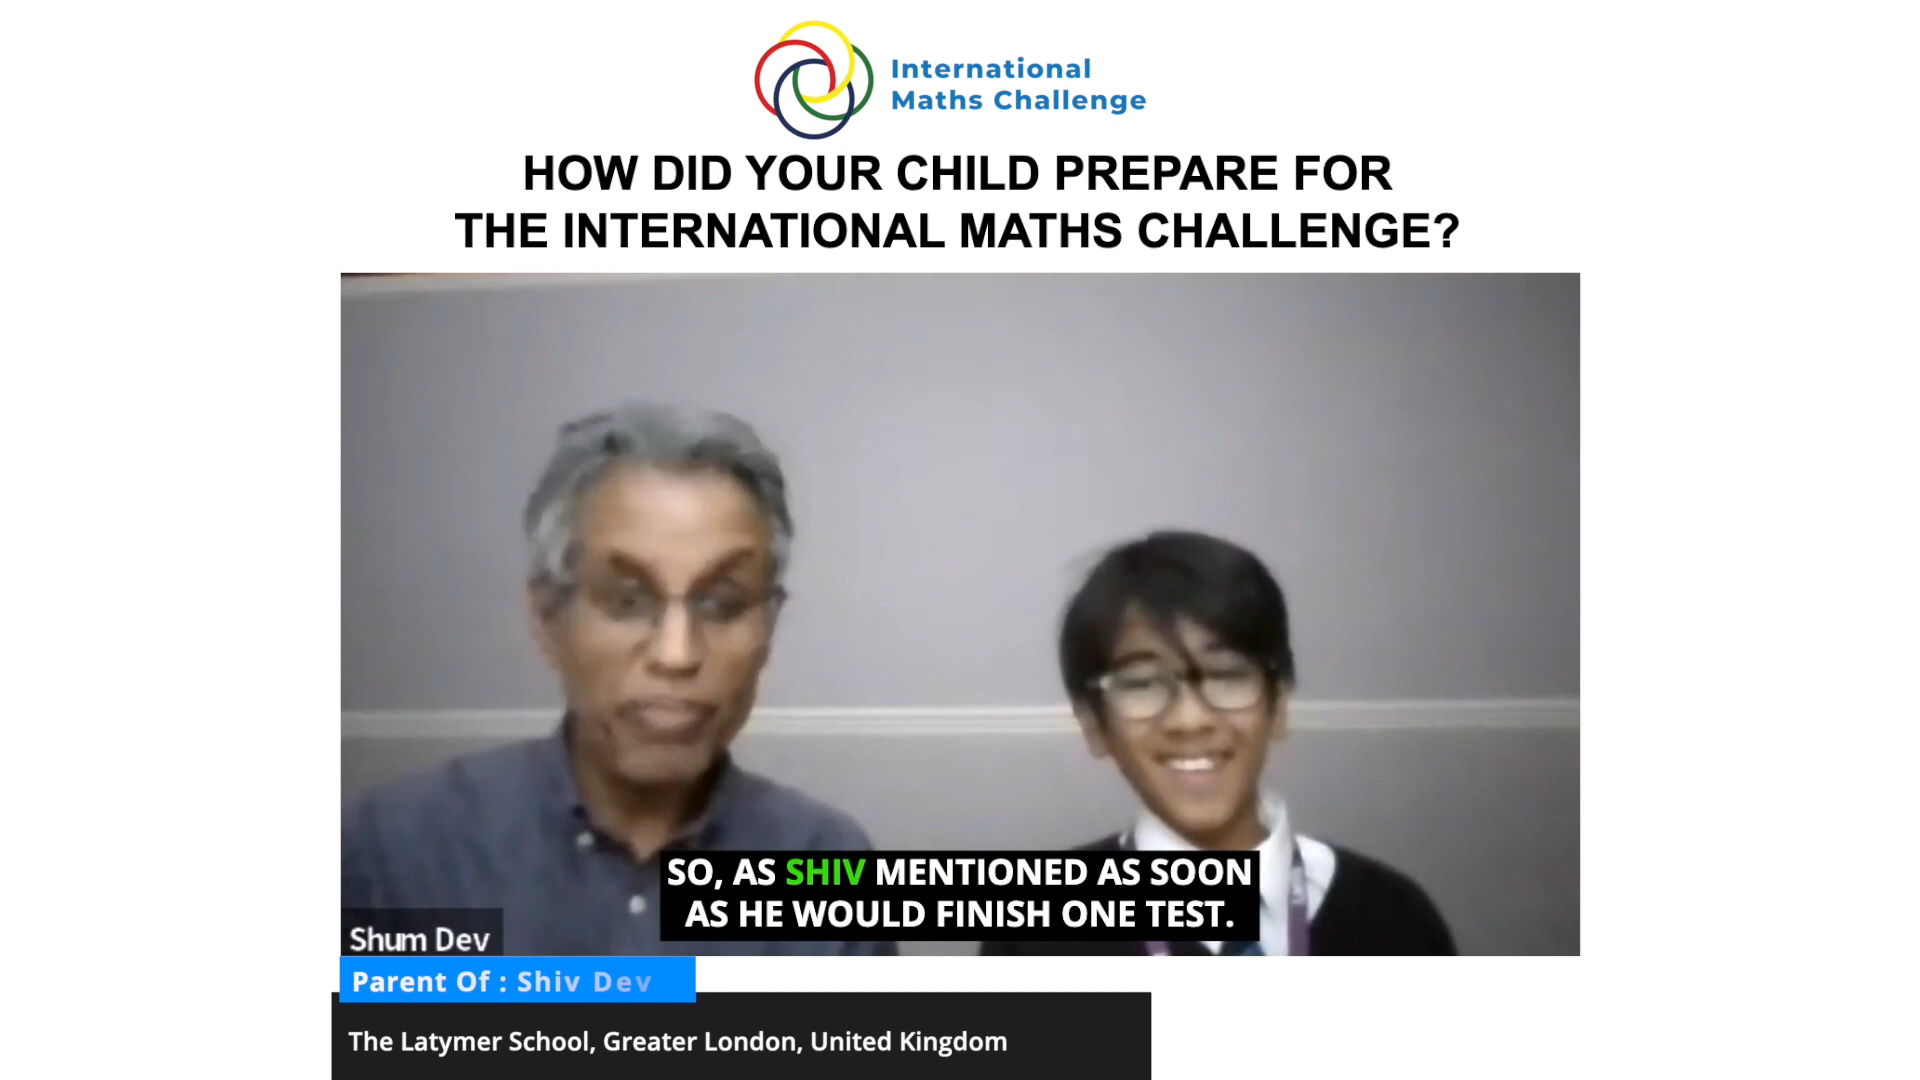 International
Maths Challenge
HOW DID YOUR CHILD PREPARE FOR
THE INTERNATIONAL MATHS CHALLENGE?
SO, AS SHIV MENTIONED AS SOON
AS HE WOULD FINISH ONE TEST.
Shum Dev
Parent Of : Shiv Dev
The Latymer School, Greater London, United Kingdom